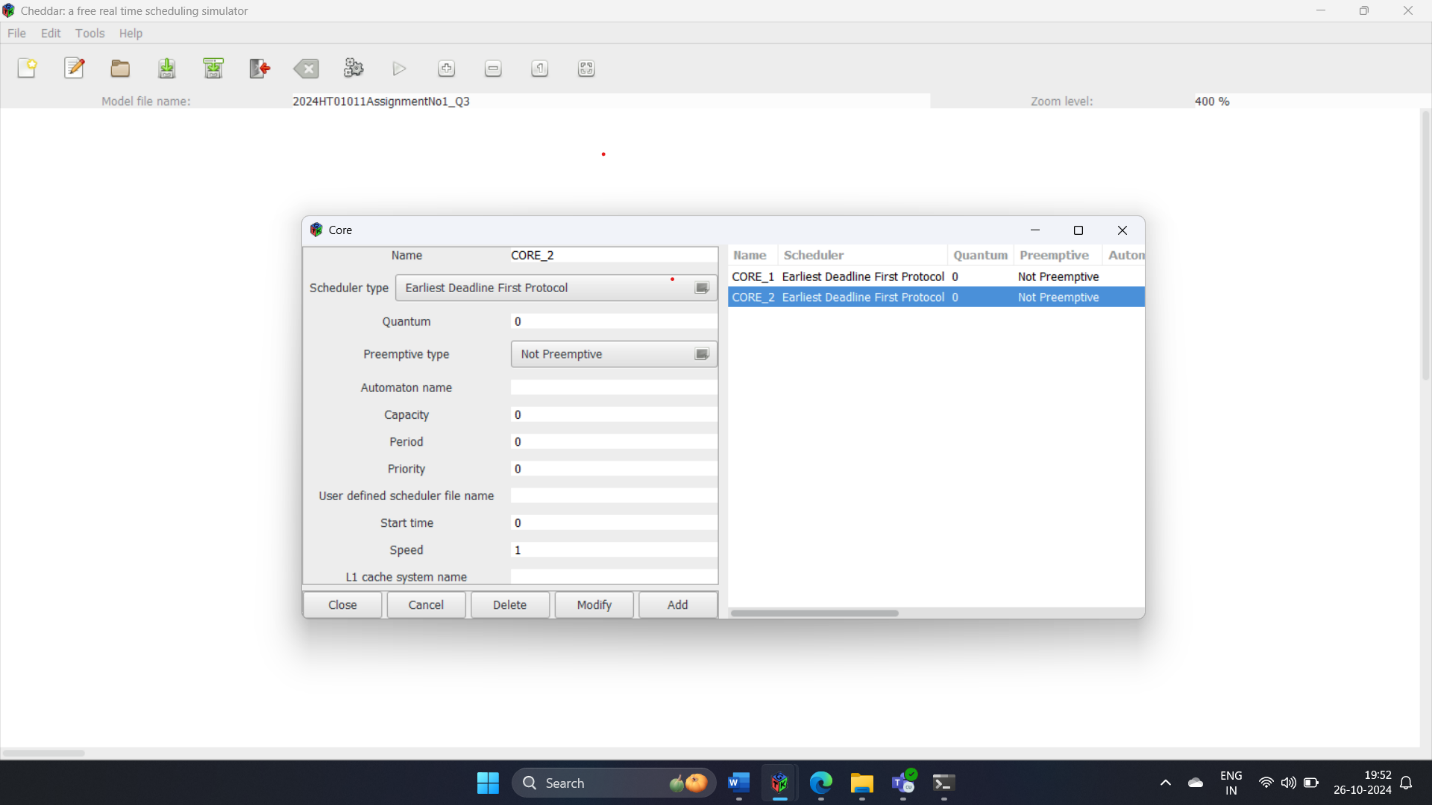 Cheddar: a free real time scheduling simulator
File Edit Tools Help
Model file name: 2024HT01011AssignmentNo1_Q3 Zoom level: 400 %
Core
Name CORE_2
Scheduler type Earliest Deadline First Protocol
Quantum 0
Preemptive type Not Preemptive
Automaton name
Capacity 0
Period 0
Priority 0
User defined scheduler file name
Start time 0
Speed 1
L1 cache system name
Close Cancel Delete Modify Add
Name Scheduler Quantum Preemptive Autom
CORE_1 Earliest Deadline First Protocol 0 Not Preemptive
CORE_2 Earliest Deadline First Protocol 0 Not Preemptive
Search
ENG
IN
19:52
26-10-2024